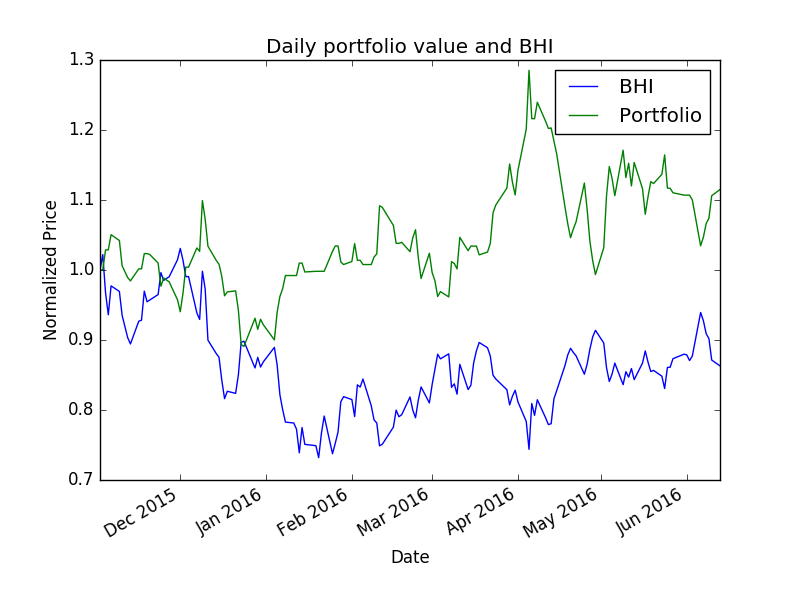 Daily portfolio value and BHI
1.3
1.2
1.1
1.0
0.9
0.8
0.7
Normalized Price
BHI
Portfolio
Dec 2015
Jan 2016
Feb 2016
Mar 2016
Apr 2016
May 2016
Jun 2016
Date